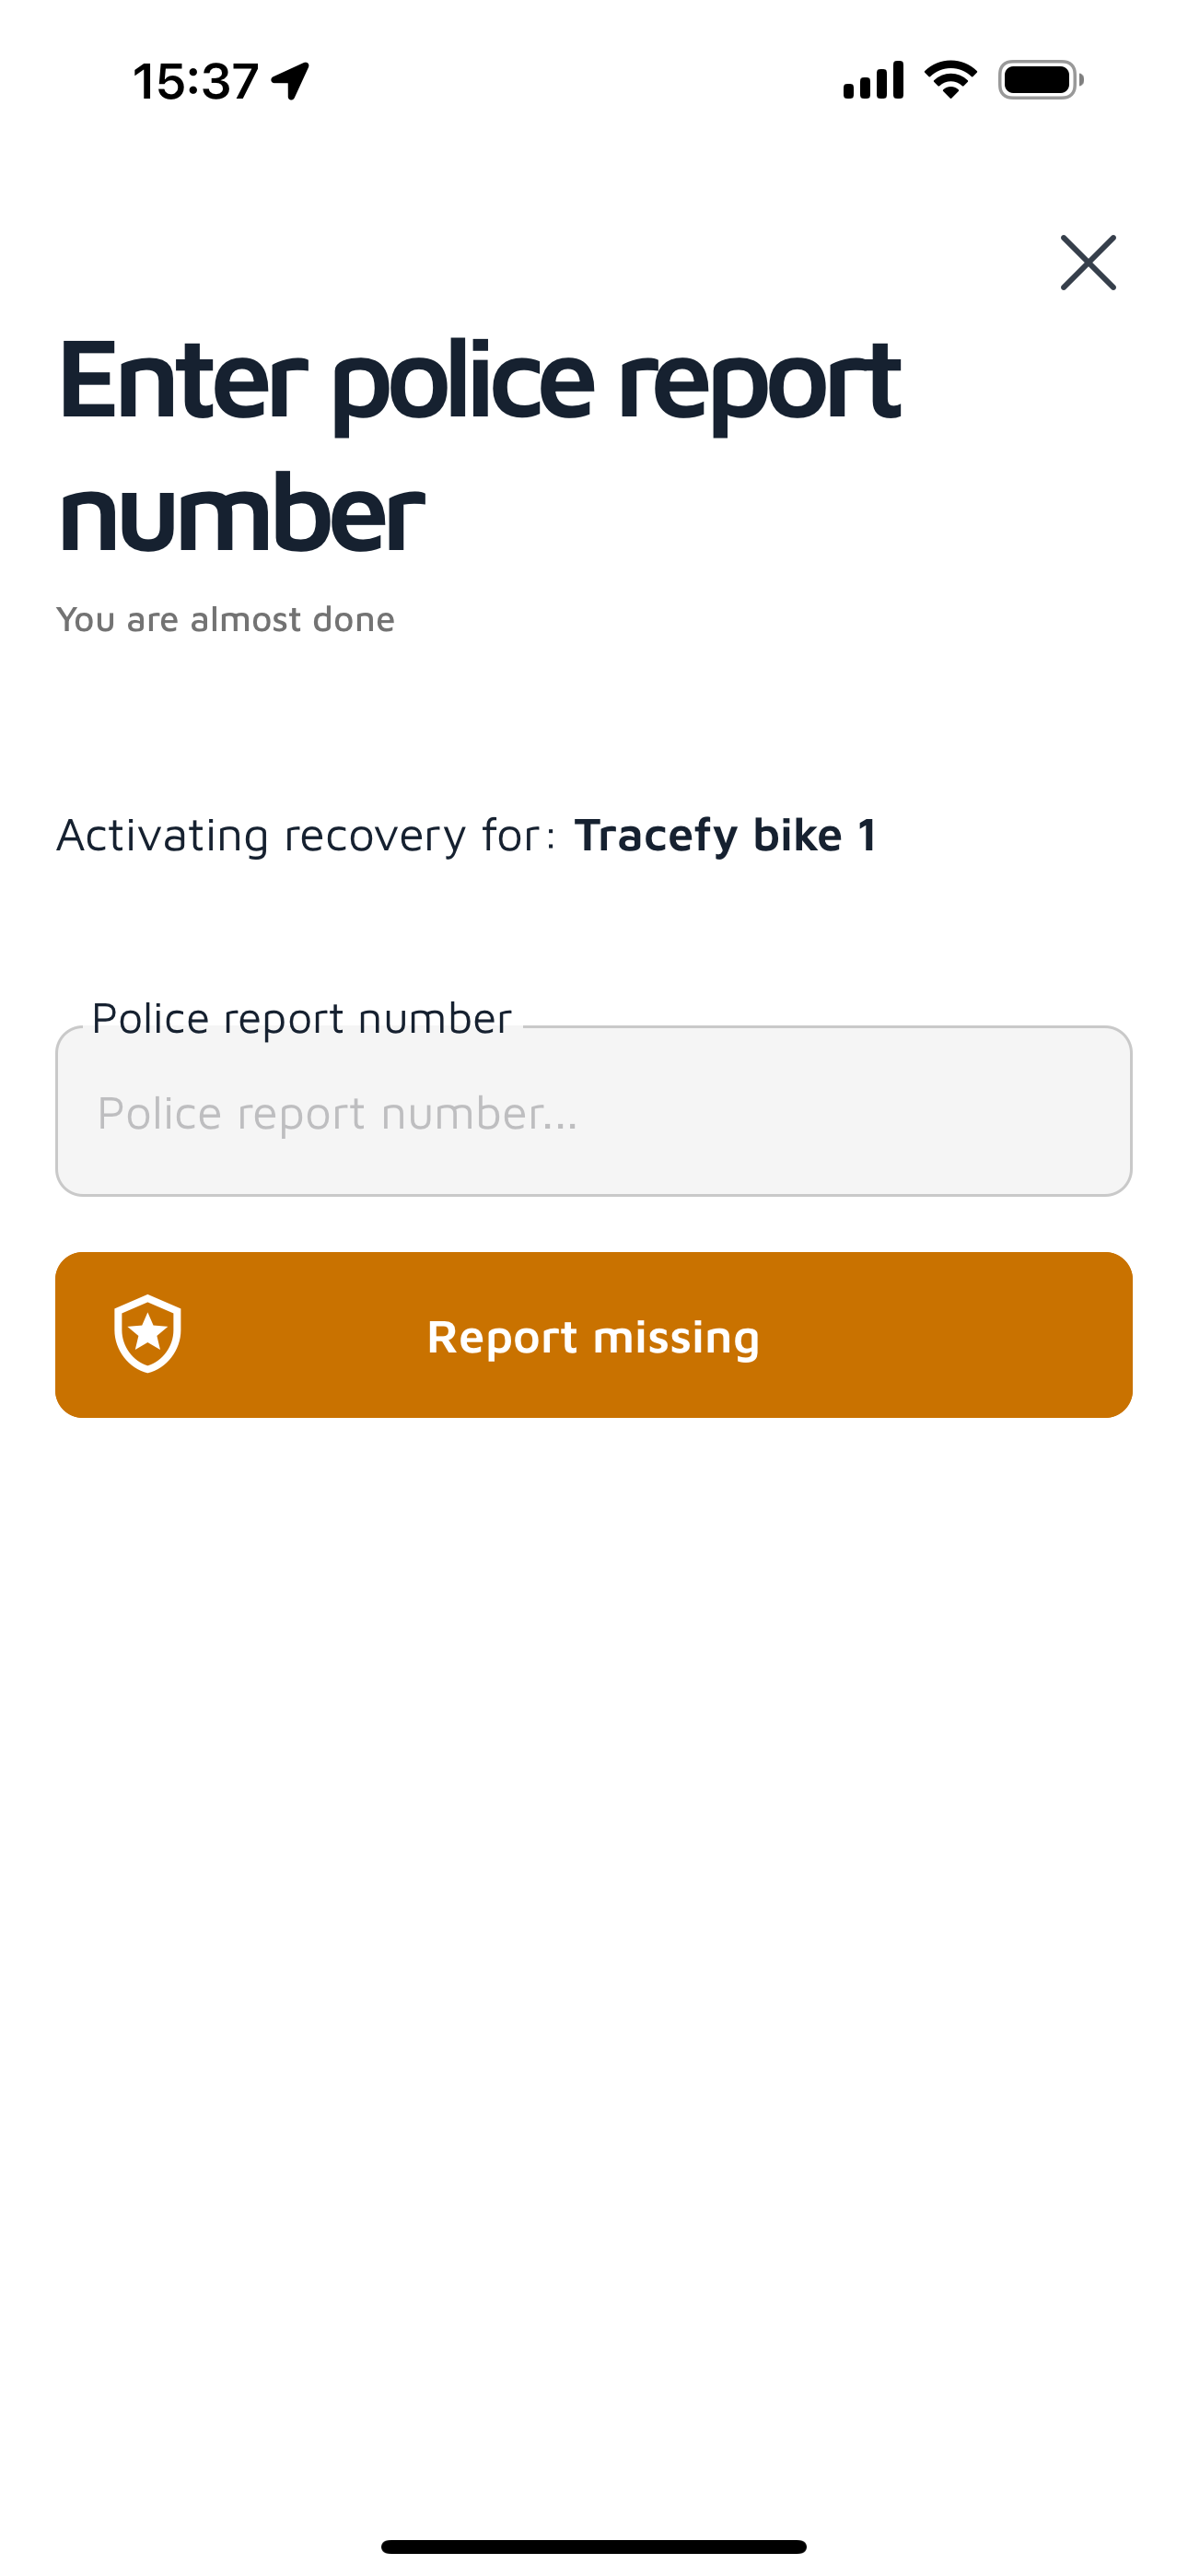 15:37
Enter police report
number
You are almost done
Activating recovery for: Tracefy bike 1
Police report number
Police report number...
Report missing